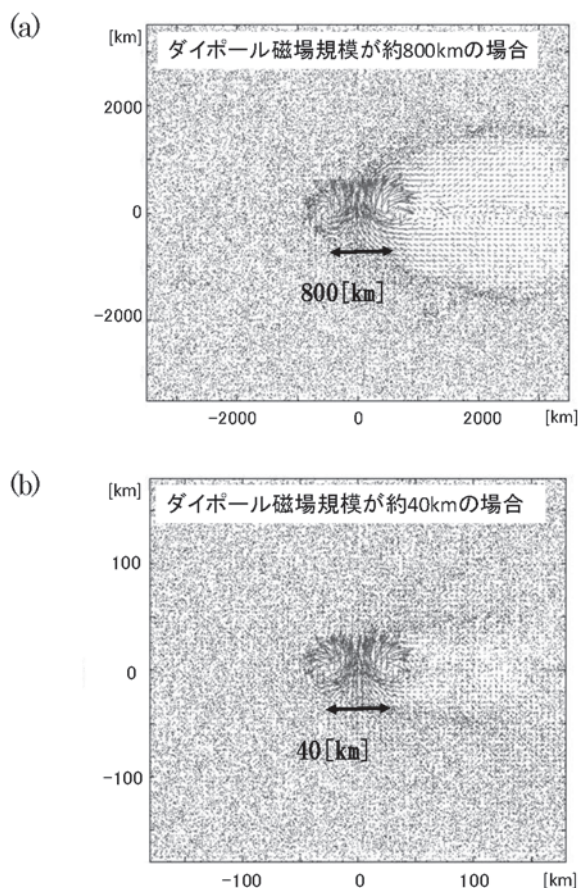 (a)
[km]
ダイポール磁場規模が約800kmの場合
2000
0
-2000
800[km]
-2000 0 2000 [km]
(b)
[km]
ダイポール磁場規模が約40kmの場合
100
0
-100
40[km]
-100 0 100 [km]